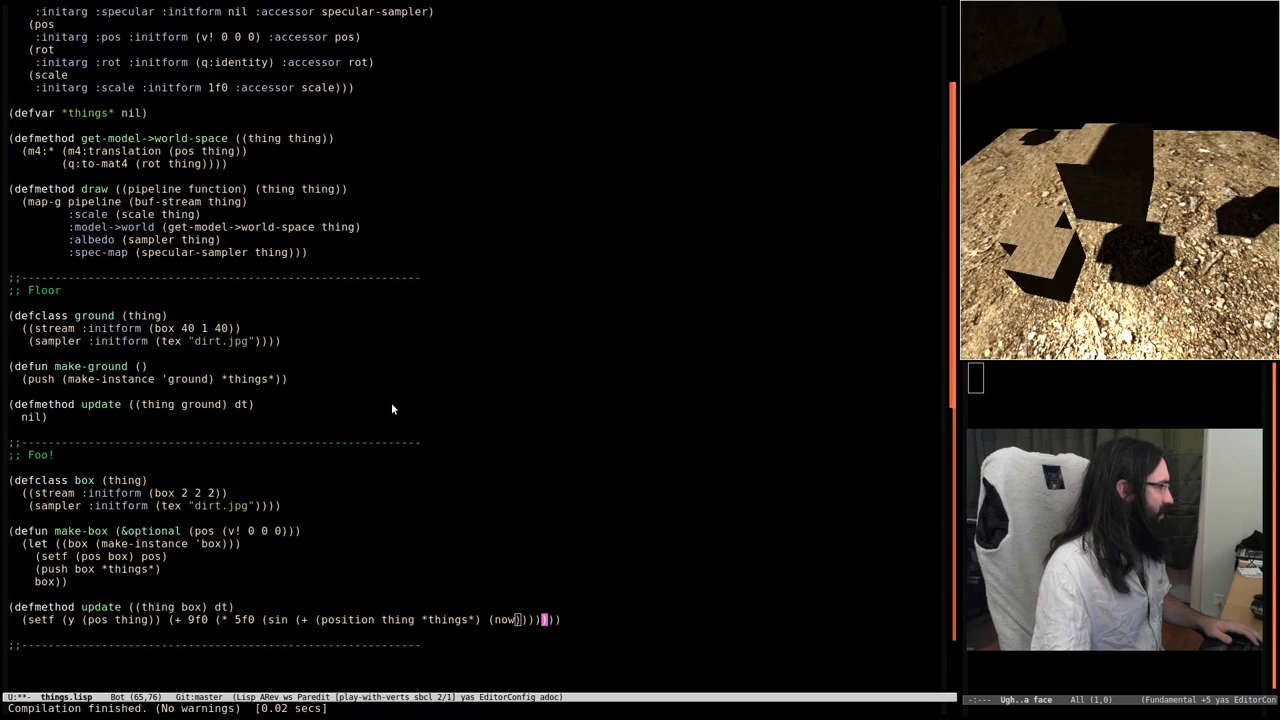 :initarg :specular :initform nil :accessor specular-sampler)
(pos
:initarg :pos :initform (v! 0 0 0) :accessor pos)
(rot
:initarg :rot :initform (q:identity) :accessor rot)
(scale
:initarg :scale :initform 1f0 :accessor scale)))
(defvar *things* nil)
(defmethod get-model->world-space ((thing thing))
(m4:* (m4:translation (pos thing))
(q:to-mat4 (rot thing))))
(defmethod draw ((pipeline function) (thing thing))
(map-g pipeline (buf-stream thing)
:scale (scale thing)
:model->world (get-model->world-space thing)
:albedo (sampler thing)
:spec-map (specular-sampler thing)))
;;------------------------------------------------------------
;; Floor
(defclass ground (thing)
((stream :initform (box 40 1 40))
(sampler :initform (tex "dirt.jpg"))))
(defun make-ground ()
(push (make-instance 'ground) *things*))
(defmethod update ((thing ground) dt)
nil)
;;------------------------------------------------------------
;; Foo!
(defclass box (thing)
((stream :initform (box 2 2 2))
(sampler :initform (tex "dirt.jpg"))))
(defun make-box (&optional (pos (v! 0 0 0)))
(let ((box (make-instance 'box)))
(setf (pos box) pos)
(push box *things*)
box))
(defmethod update ((thing box) dt)
(setf (y (pos thing)) (+ 9f0 (* 5f0 (sin (+ (position thing *things*) (now)))))))
;;------------------------------------------------------------
U:**-  things.lisp   Bot (65,76)   Git:master  (Lisp ARev ws Paredit [play-with-verts sbcl 2/1] yas EditorConfig adoc)
Compilation finished. (No warnings)  [0.02 secs]
-:---  Ugh..a face   All (1,0)   (Fundamental +5 yas EditorCon